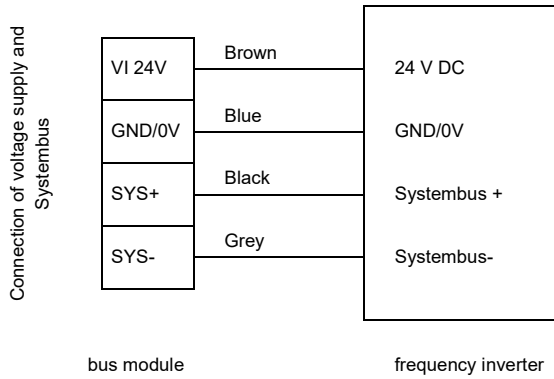 Connection of voltage supply and
Systembus
VI 24V
Brown
24 V DC
GND/0V
Blue
GND/0V
SYS+
Black
Systembus +
SYS-
Grey
Systembus-
bus module
frequency inverter